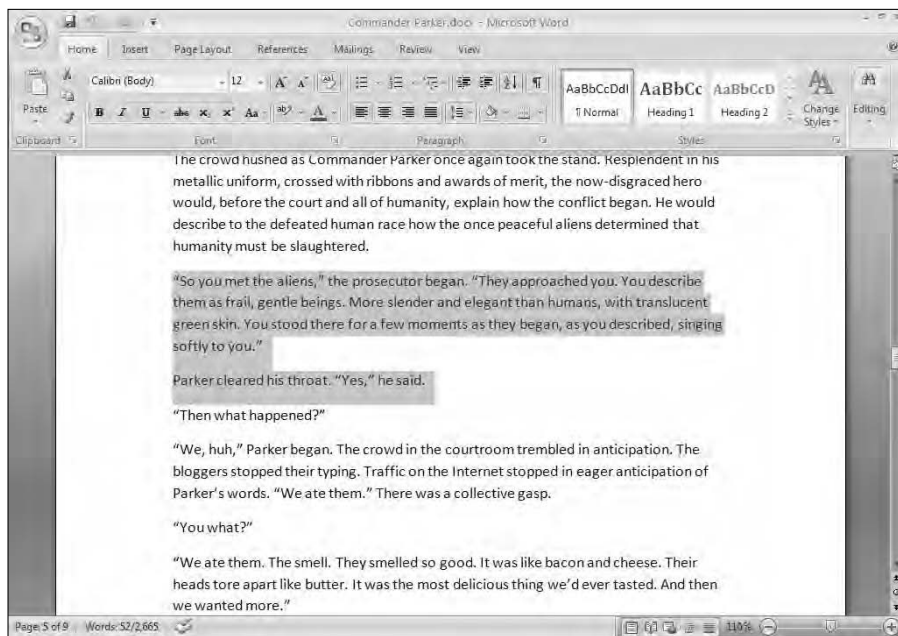 Commander Parker.docx - Microsoft Word
Home Insert Page Layout References Mailings Review View
Paste
Calibri (Body) 12
AaBbCcDdI AaBbCc AaBbCcD
¶ Normal Heading 1 Heading 2
Change Styles
Editing
Clipboard Font Paragraph Styles
The crowd hushed as Commander Parker once again took the stand. Resplendent in his
metallic uniform, crossed with ribbons and awards of merit, the now-disgraced hero
would, before the court and all of humanity, explain how the conflict began. He would
describe to the defeated human race how the once peaceful aliens determined that
humanity must be slaughtered.
“So you met the aliens,” the prosecutor began. “They approached you. You describe
them as frail, gentle beings. More slender and elegant than humans, with translucent
green skin. You stood there for a few moments as they began, as you described, singing
softly to you.”
Parker cleared his throat. “Yes,” he said.
“Then what happened?”
“We, huh,” Parker began. The crowd in the courtroom trembled in anticipation. The
bloggers stopped their typing. Traffic on the Internet stopped in eager anticipation of
Parker's words. “We ate them.” There was a collective gasp.
“You what?”
“We ate them. The smell. They smelled so good. It was like bacon and cheese. Their
heads tore apart like butter. It was the most delicious thing we’d ever tasted. And then
we wanted more.”
Page: 5 of 9 Words: 52/2,665 110%